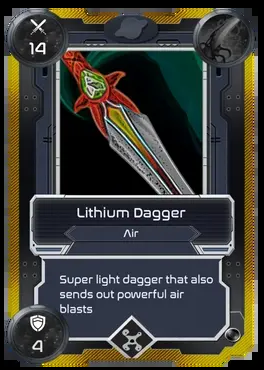 14
Lithium Dagger
Air
Super light dagger that also
sends out powerful air
blasts
4